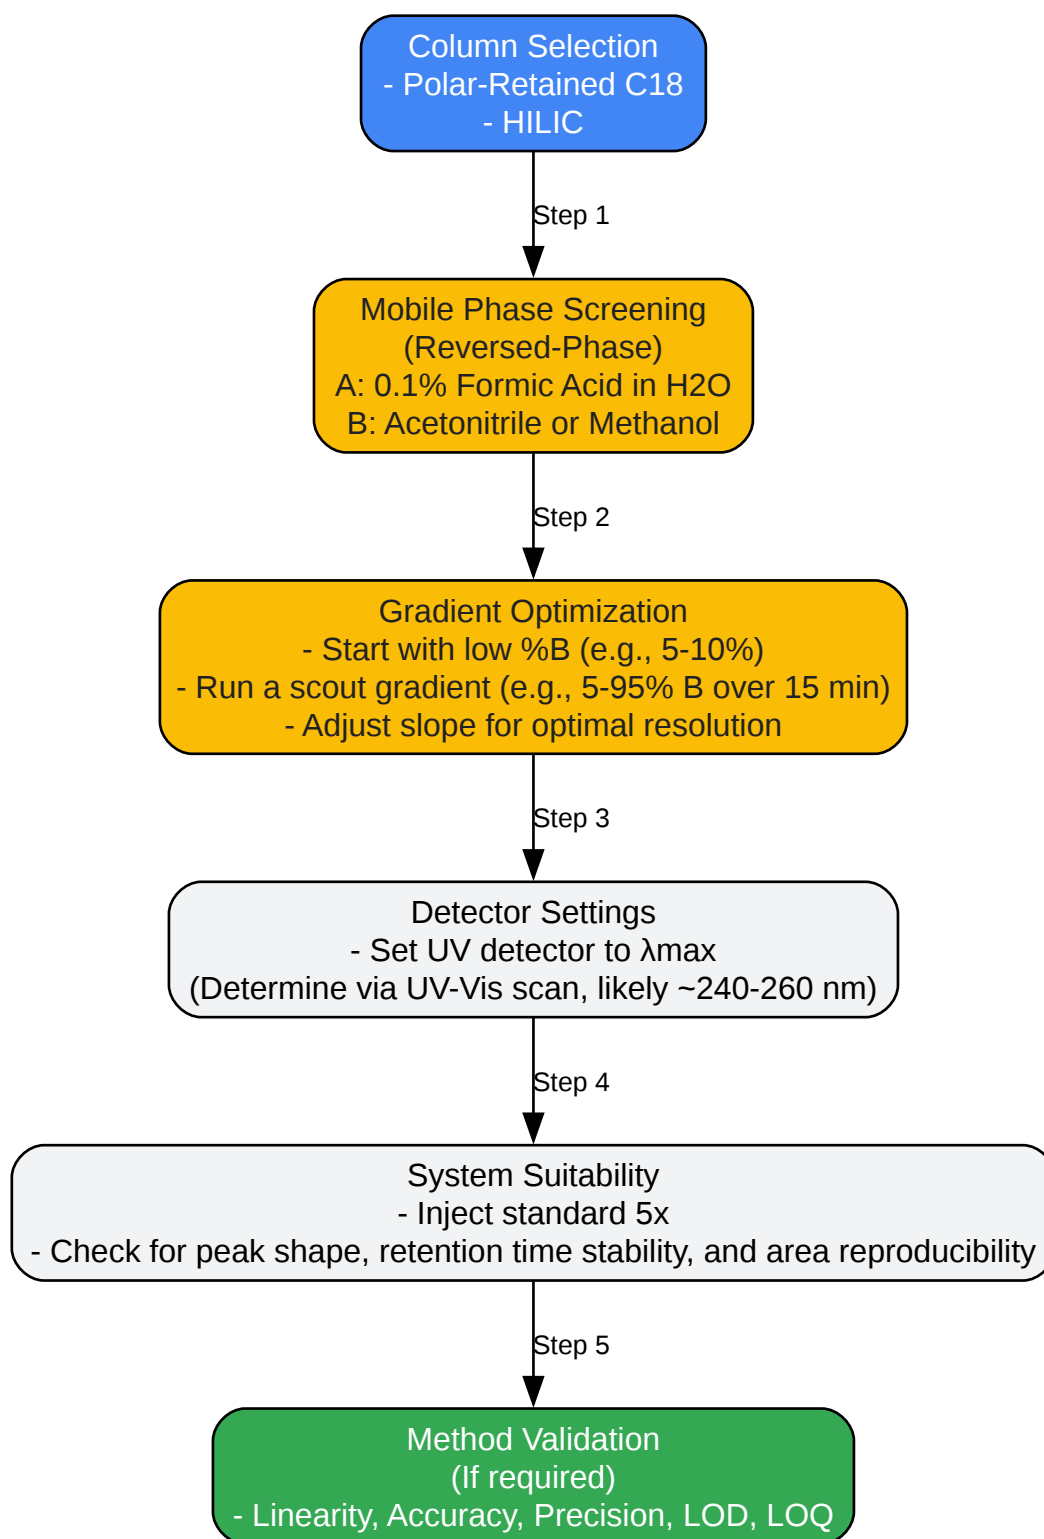 Column Selection
- Polar-Retained C18
- HILIC
Step 1
Mobile Phase Screening
(Reversed-Phase)
A: 0.1% Formic Acid in H2O
B: Acetonitrile or Methanol
Step 2
Gradient Optimization
- Start with low %B (e.g., 5-10%)
- Run a scout gradient (e.g., 5-95% B over 15 min)
- Adjust slope for optimal resolution
Step 3
Detector Settings
- Set UV detector to λmax
(Determine via UV-Vis scan, likely ~240-260 nm)
Step 4
System Suitability
- Inject standard 5x
- Check for peak shape, retention time stability, and area reproducibility
Step 5
Method Validation
(If required)
- Linearity, Accuracy, Precision, LOD, LOQ